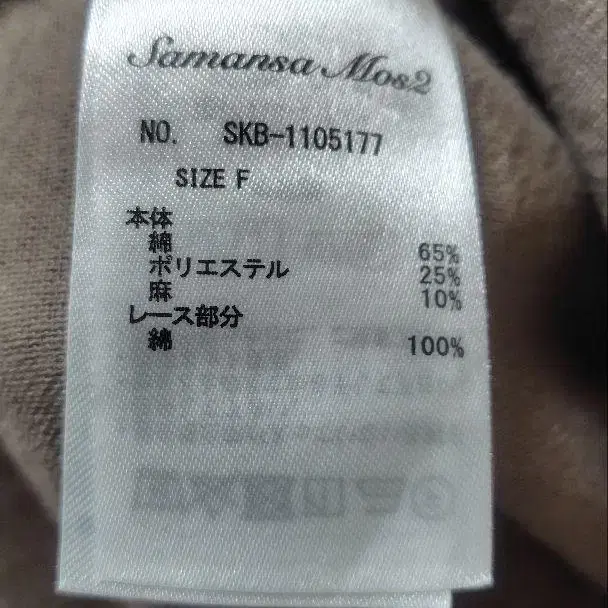 Samansa Mos2
NO. SKB-1105177
SIZE F
本体
綿 65%
ポリエステル 25%
麻 10%
レース部分
綿 100%